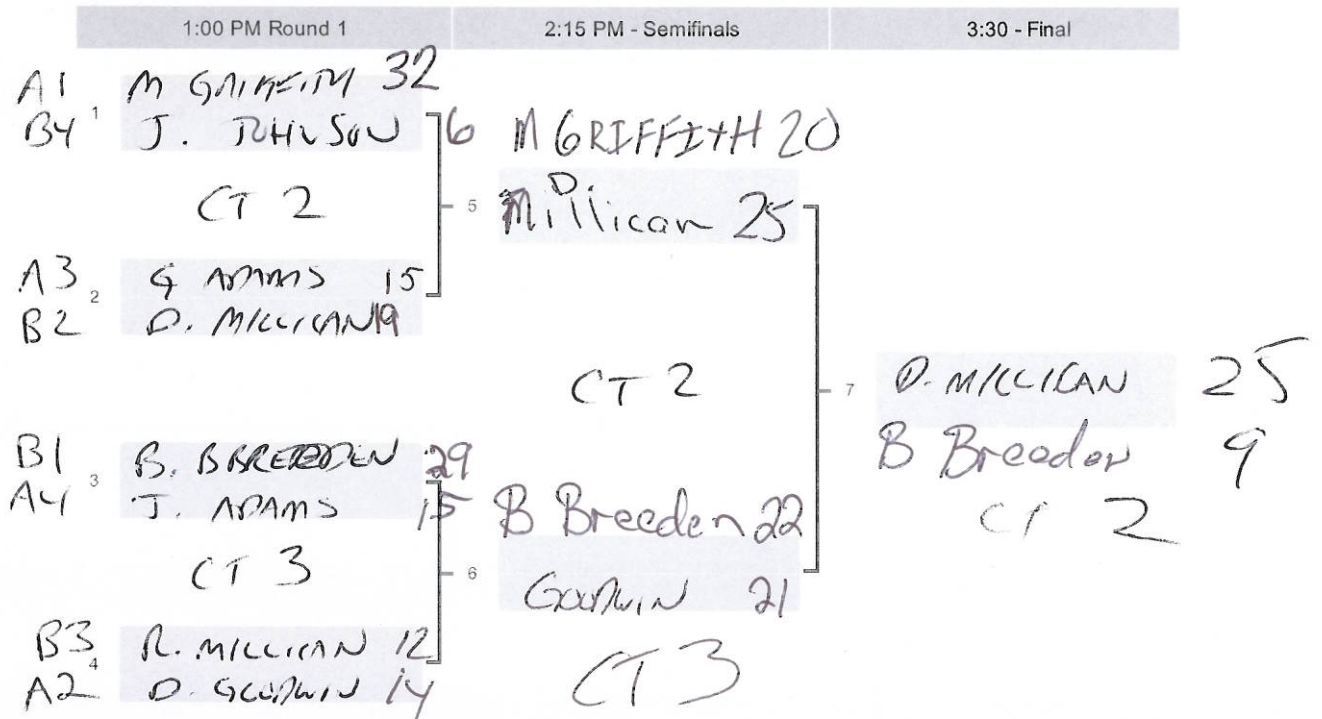 1:00 PM Round 1 2:15 PM - Semifinals 3:30 - Final
A1 M GRIFFITH 32
B4 1 J. JOHNSON 6
CT 2
A3 G ADAMS 15
B2 2 D. MILLICAN 19
B1 B. BREEDEN 29
A4 3 J. ADAMS 15
CT 3
B3 R. MILLICAN 12
A2 4 D. GOODWIN 14
M GRIFFITH 20
5 D. Millican 25
CT 2
B Breeden 22
6 GOODWIN 21
CT 3
7 D. MILLICAN 25
B Breeden 9
CT 2